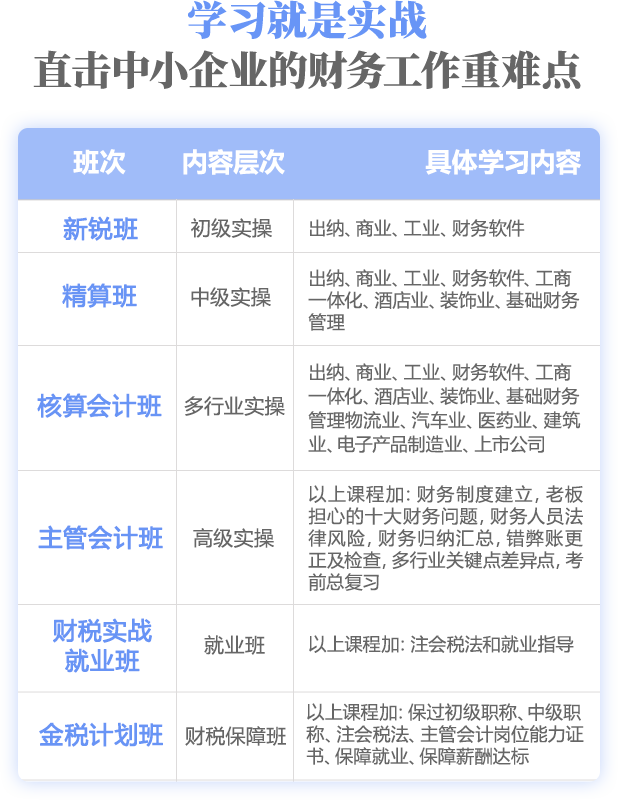 学习就是实战
直击中小企业的财务工作重难点
班次 内容层次 具体学习内容
新锐班 初级实操 出纳、商业、工业、财务软件
精算班 中级实操 出纳、商业、工业、财务软件、工商
一体化、酒店业、装饰业、基础财务
管理
核算会计班 多行业实操 出纳、商业、工业、财务软件、工商
一体化、酒店业、装饰业、基础财务
管理物流业、汽车业、医药业、建筑
业、电子产品制造业、上市公司
主管会计班 高级实操 以上课程加: 财务制度建立, 老板
担心的十大财务问题, 财务人员法
律风险, 财务归纳汇总, 错弊账更
正及检查, 多行业关键点差异点, 考
前总复习
财税实战
就业班 就业班 以上课程加: 注会税法和就业指导
金税计划班 财税保障班 以上课程加: 保过初级职称、中级职
称、注会税法、主管会计岗位能力证
书、保障就业、保障薪酬达标